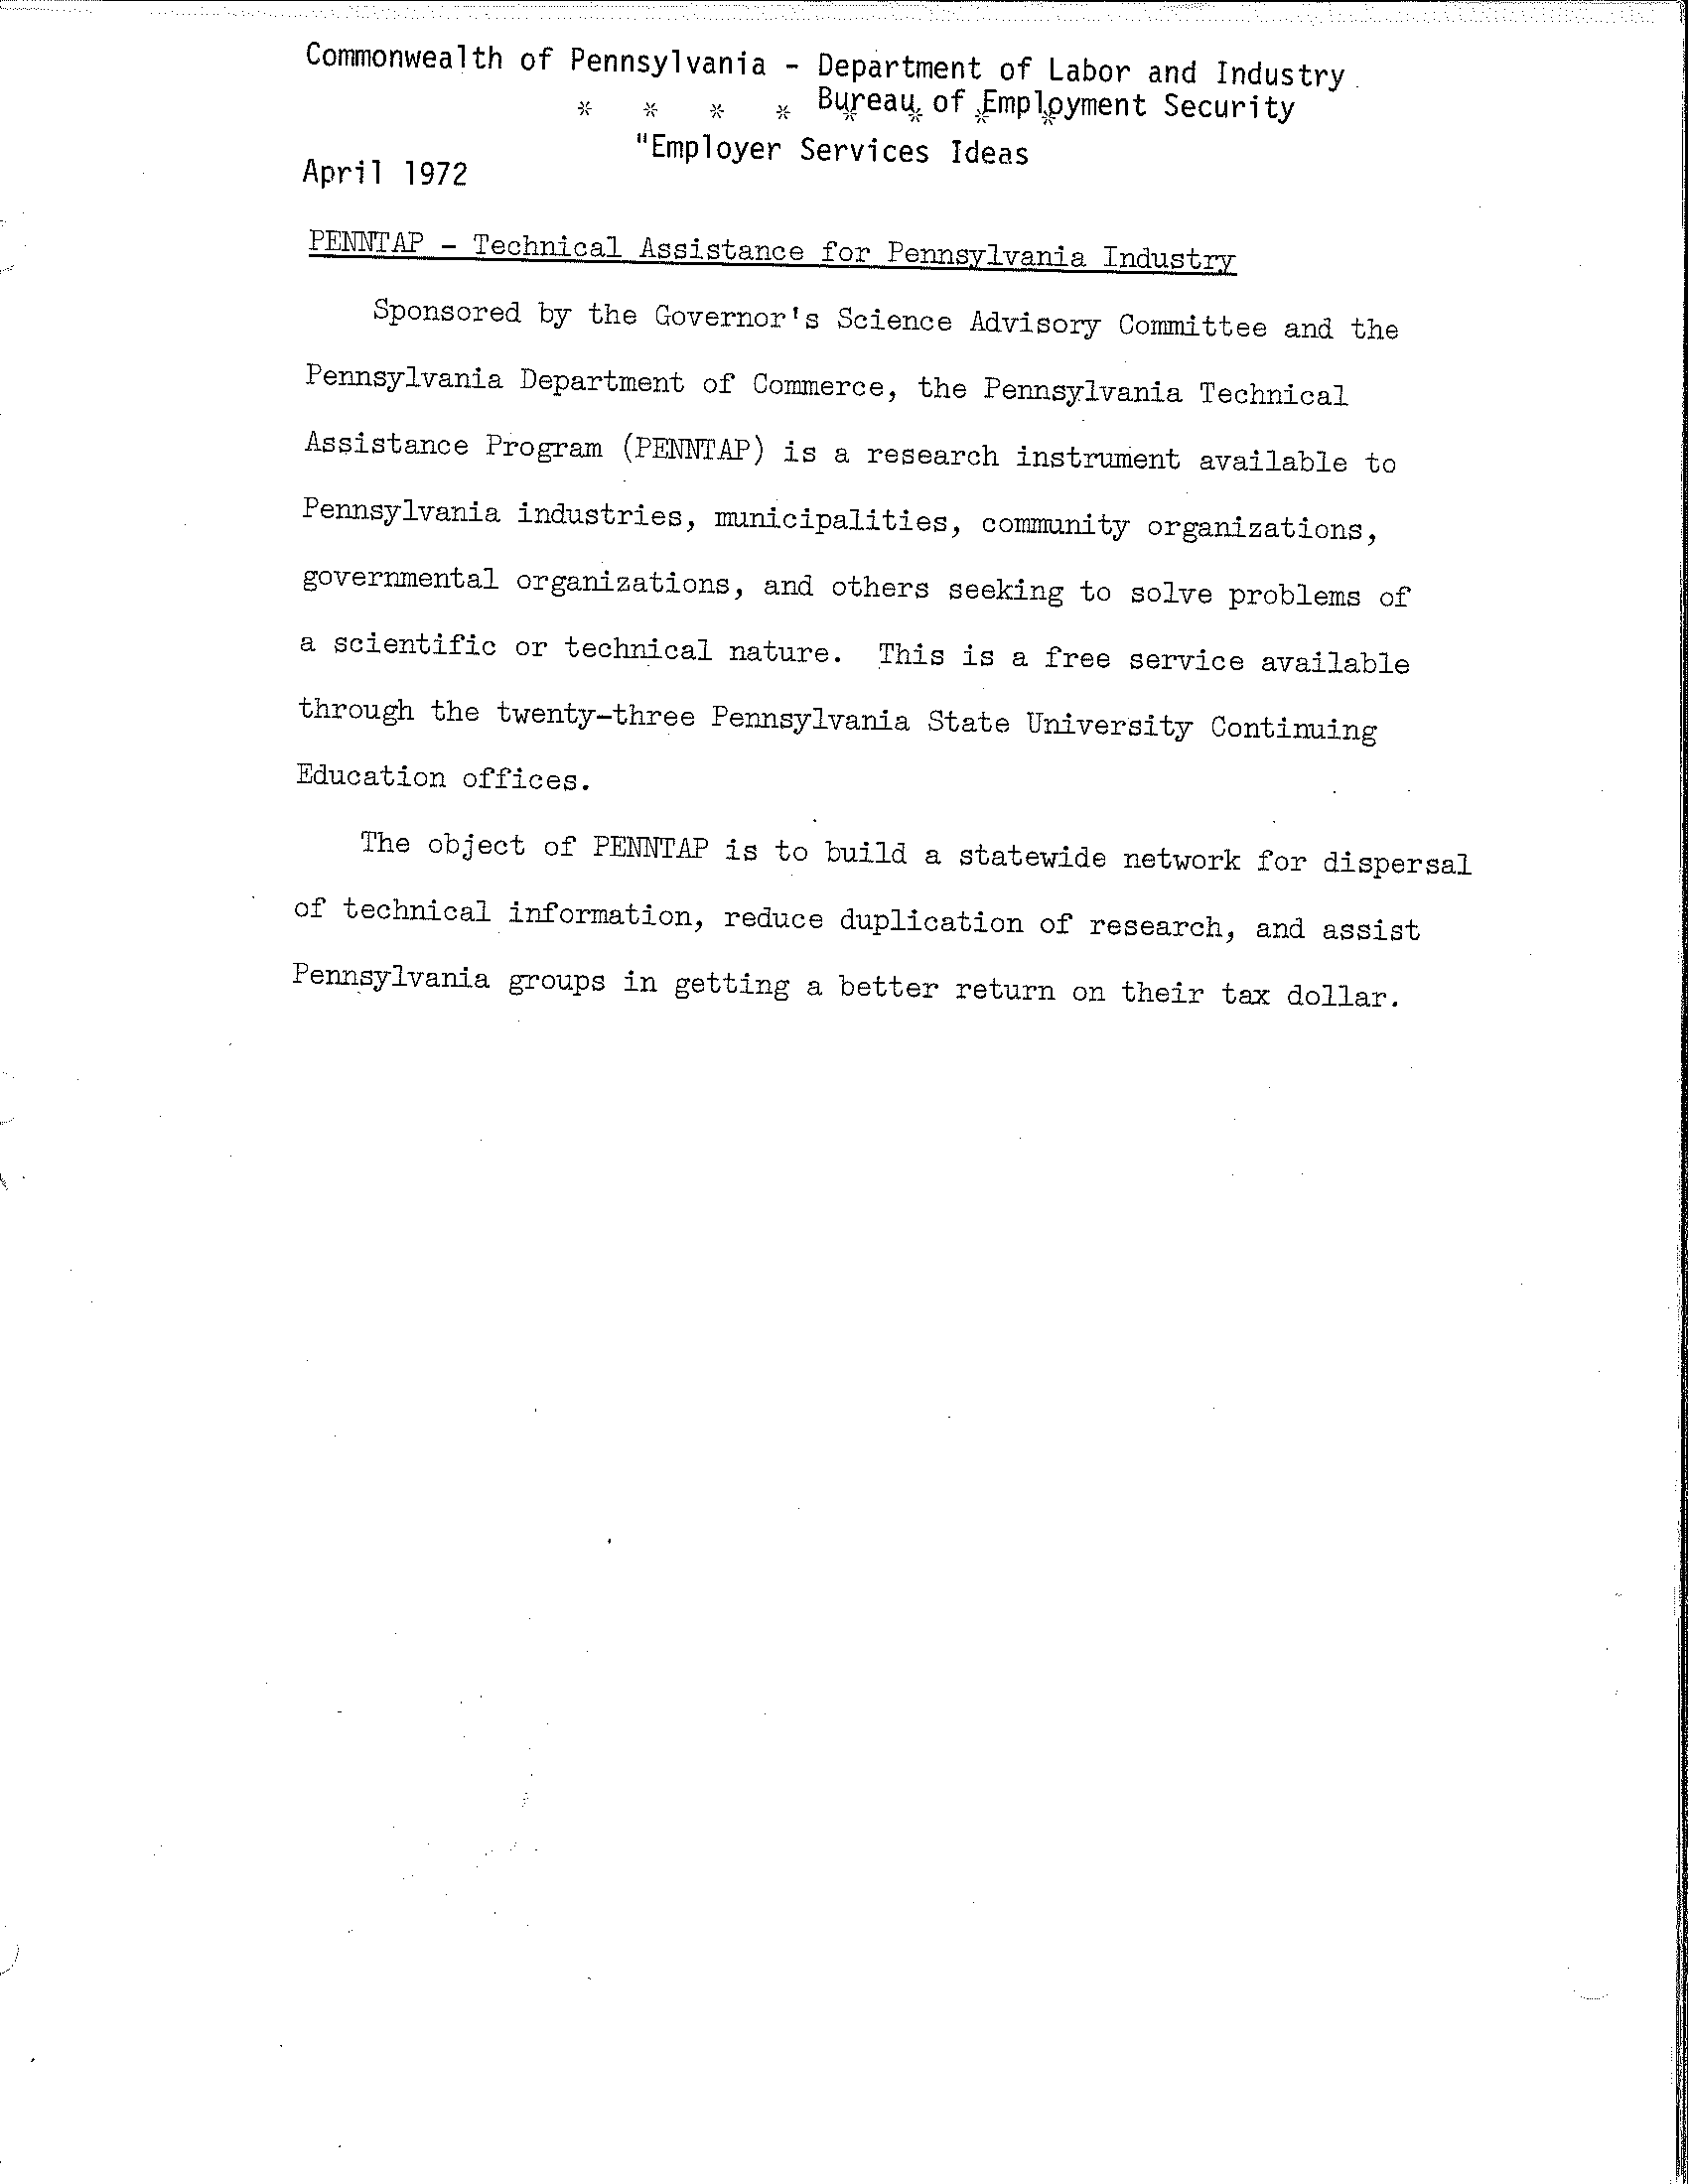 Commonwealth of Pennsylvania - Department of Labor and Industry
* * * * Bureau of Employment Security
"Employer Services Ideas
April 1972
PENNTAP - Technical Assistance for Pennsylvania Industry
Sponsored by the Governor's Science Advisory Committee and the
Pennsylvania Department of Commerce, the Pennsylvania Technical
Assistance Program (PENNTAP) is a research instrument available to
Pennsylvania industries, municipalities, community organizations,
governmental organizations, and others seeking to solve problems of
a scientific or technical nature. This is a free service available
through the twenty-three Pennsylvania State University Continuing
Education offices.
The object of PENNTAP is to build a statewide network for dispersal
of technical information, reduce duplication of research, and assist
Pennsylvania groups in getting a better return on their tax dollar.